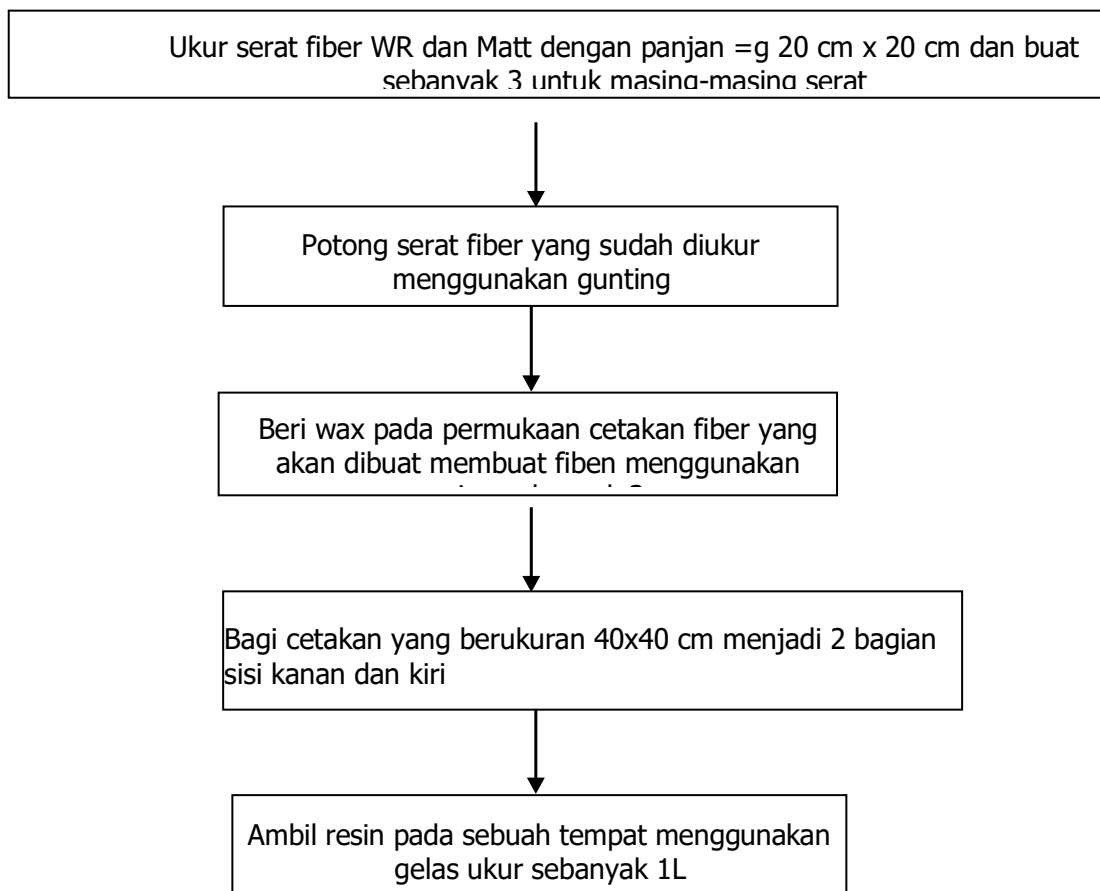 Ukur serat fiber WR dan Matt dengan panjan =g 20 cm x 20 cm dan buat
sebanyak 3 untuk masing-masing serat
Potong serat fiber yang sudah diukur
menggunakan gunting
Beri wax pada permukaan cetakan fiber yang
akan dibuat membuat fiben menggunakan
Bagi cetakan yang berukuran 40x40 cm menjadi 2 bagian
sisi kanan dan kiri
Ambil resin pada sebuah tempat menggunakan
gelas ukur sebanyak 1L